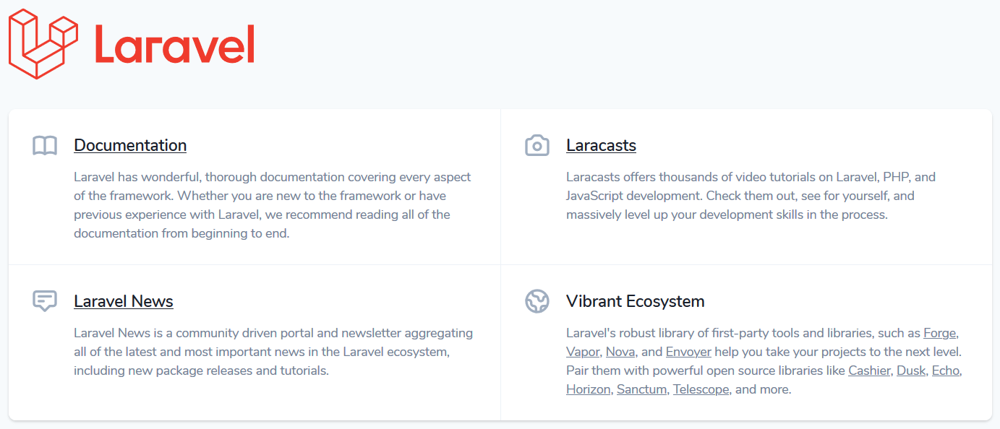 Laravel
Documentation
Laravel has wonderful, thorough documentation covering every aspect
of the framework. Whether you are new to the framework or have
previous experience with Laravel, we recommend reading all of the
documentation from beginning to end.
Laracasts
Laracasts offers thousands of video tutorials on Laravel, PHP, and
JavaScript development. Check them out, see for yourself, and
massively level up your development skills in the process.
Laravel News
Laravel News is a community driven portal and newsletter aggregating
all of the latest and most important news in the Laravel ecosystem,
including new package releases and tutorials.
Vibrant Ecosystem
Laravel's robust library of first-party tools and libraries, such as Forge,
Vapor, Nova, and Envoyer help you take your projects to the next level.
Pair them with powerful open source libraries like Cashier, Dusk, Echo,
Horizon, Sanctum, Telescope, and more.